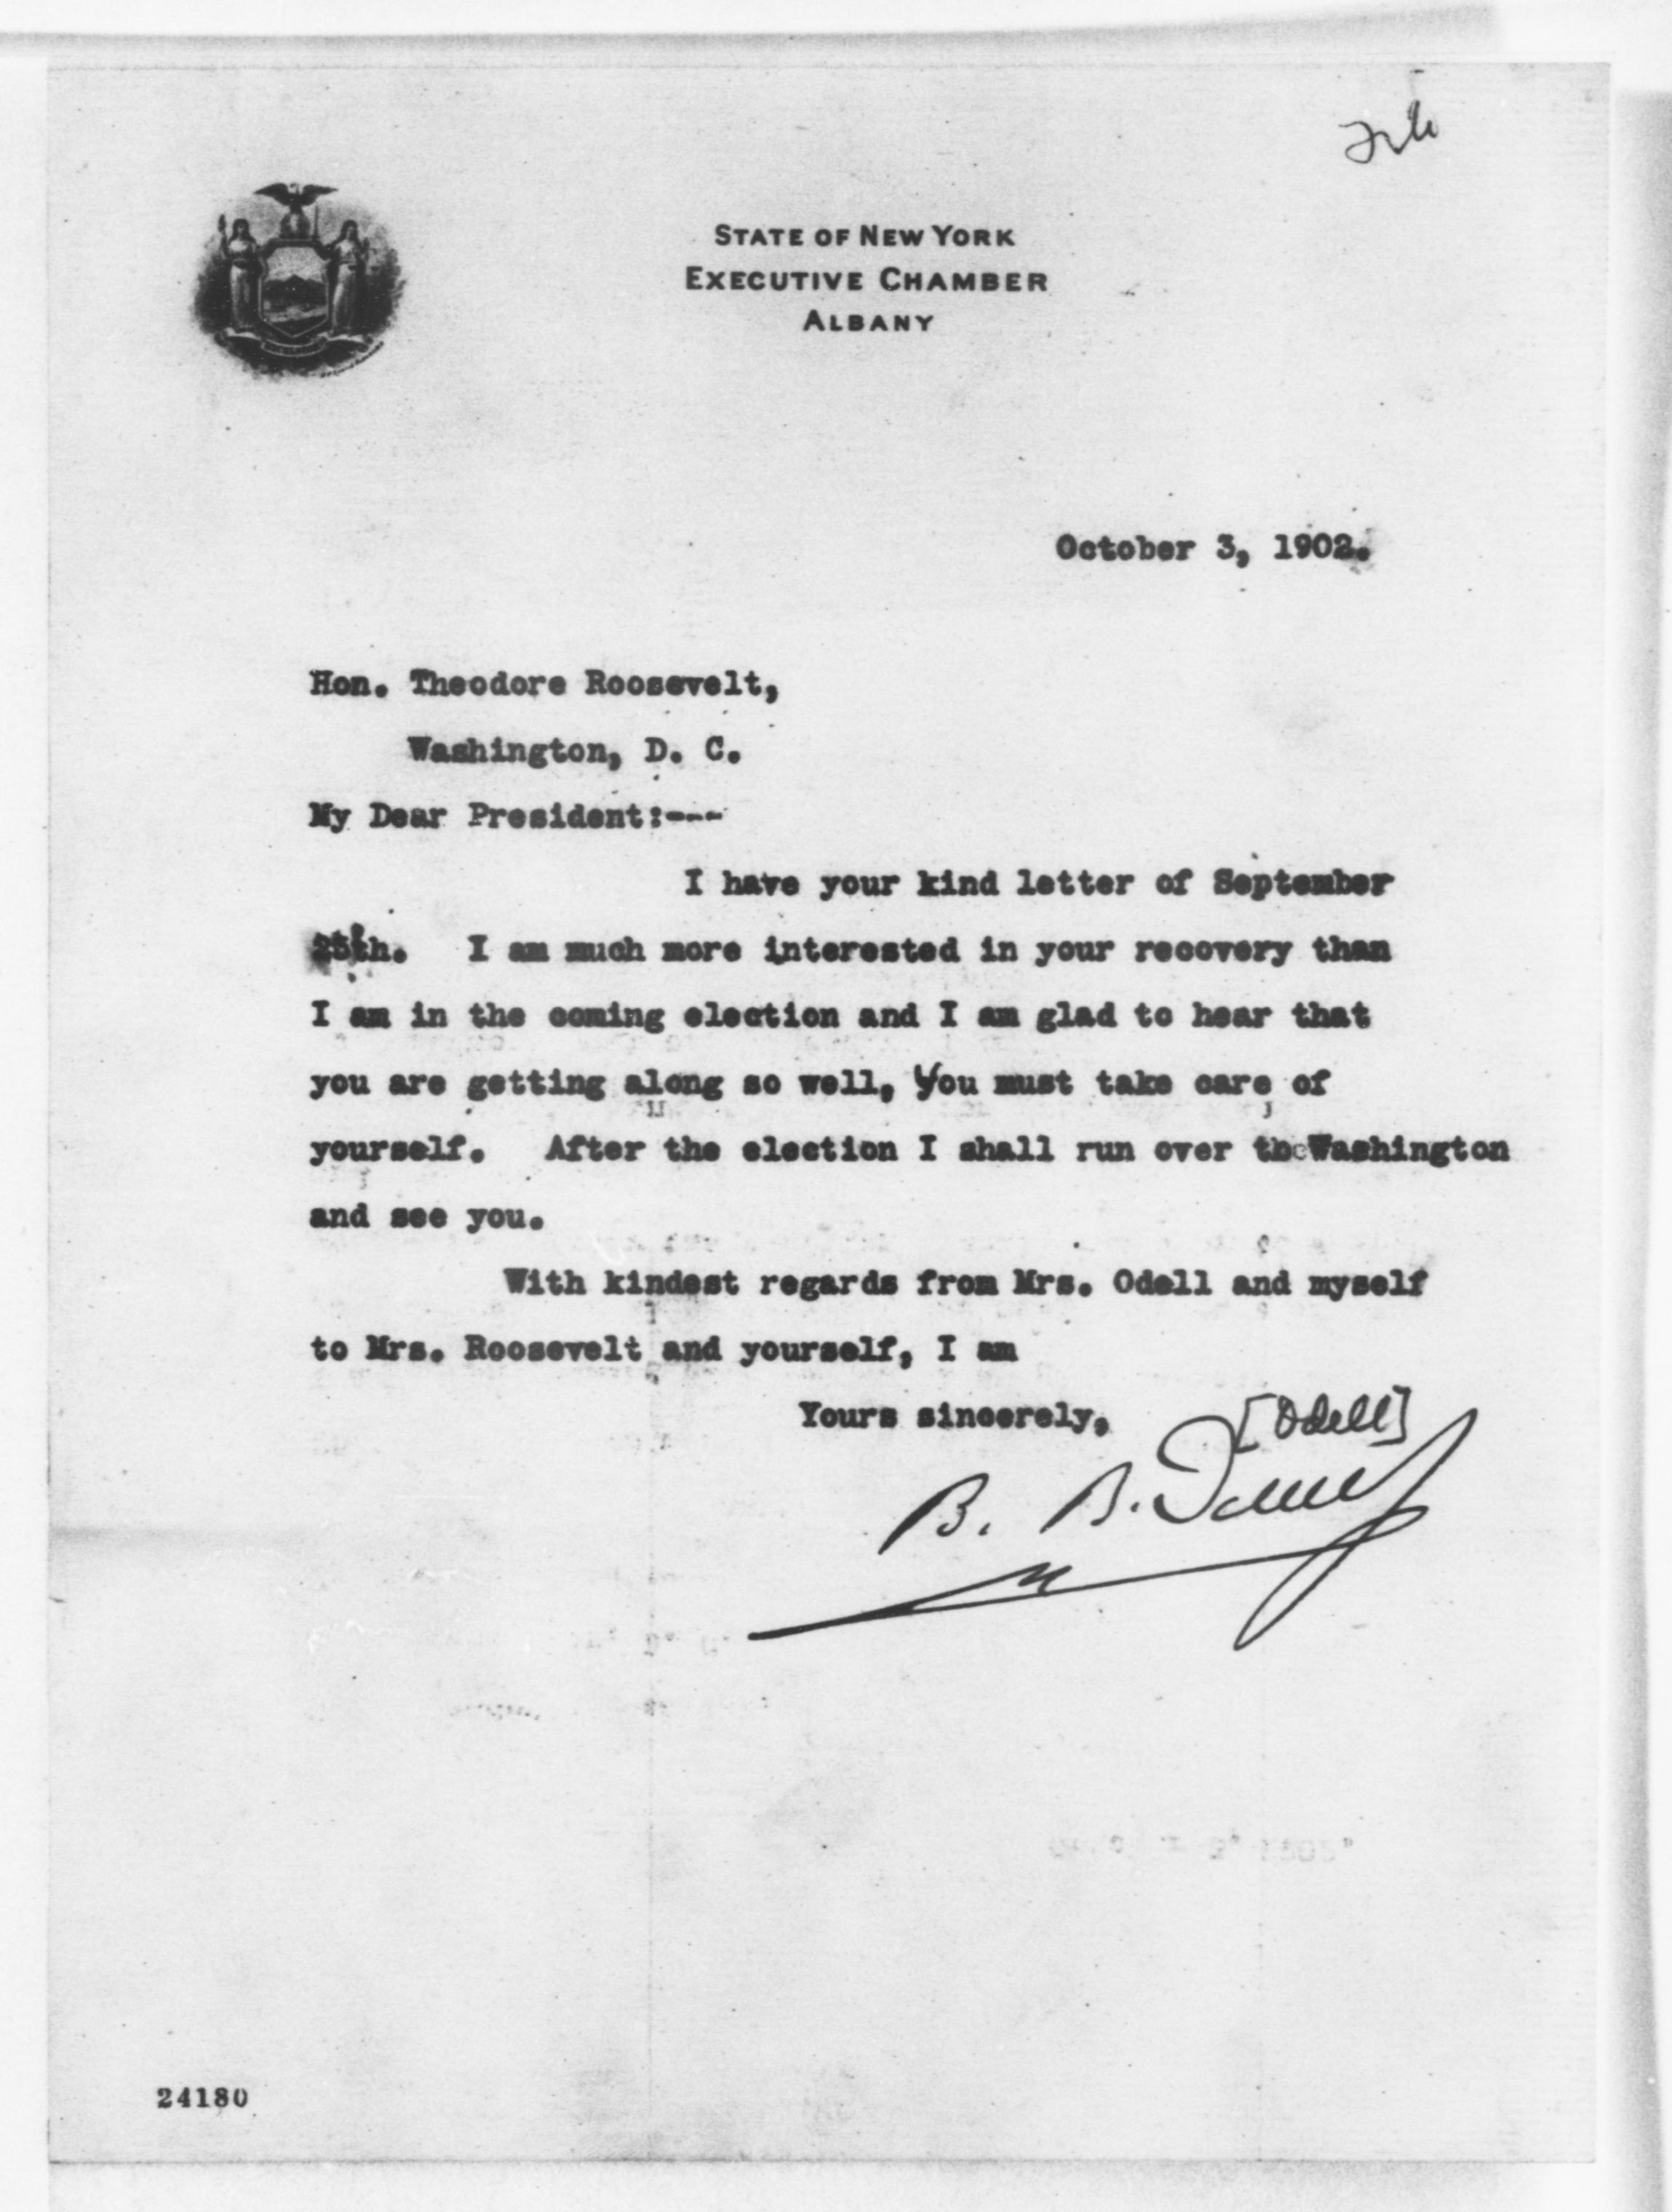 STATE OF NEW YORK
EXECUTIVE CHAMBER
ALBANY
October 3, 1902.
Hon. Theodore Roosevelt,
Washington, D. C.
My Dear President:---
I have your kind letter of September
25th. I am much more interested in your recovery than
I am in the coming election and I am glad to hear that
you are getting along so well, You must take care of
yourself. After the election I shall run over to Washington
and see you.
With kindest regards from Mrs. Odell and myself
to Mrs. Roosevelt and yourself, I am
Yours sincerely,
[Odell]
B. B. Odell
24180